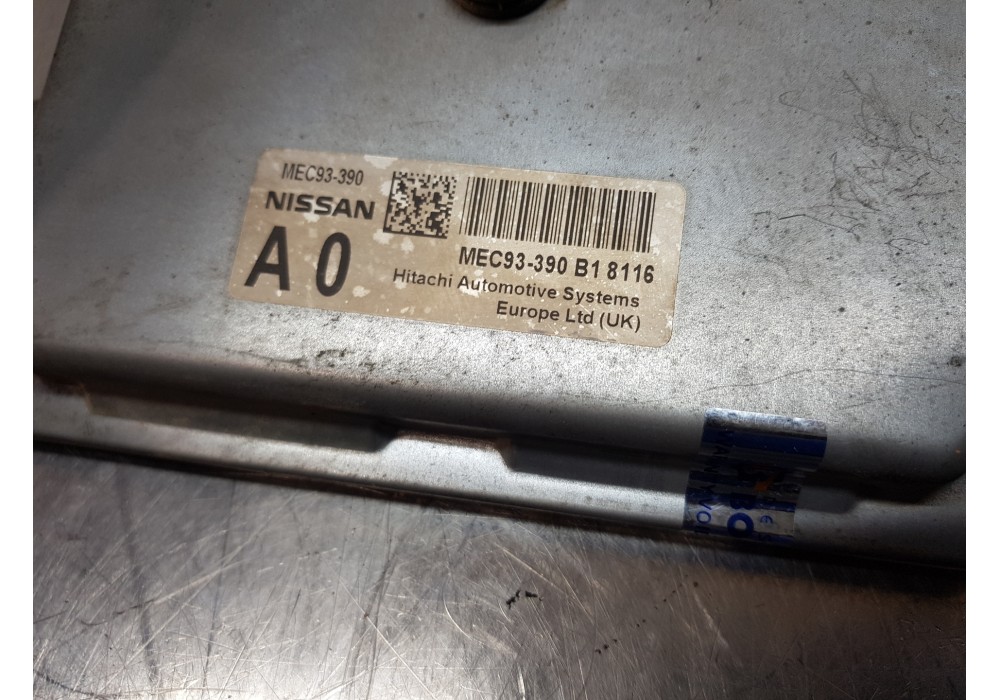 MEC93-390
NISSAN
A0
MEC93-390 B1 8116
Hitachi Automotive Systems
Europe Ltd (UK)